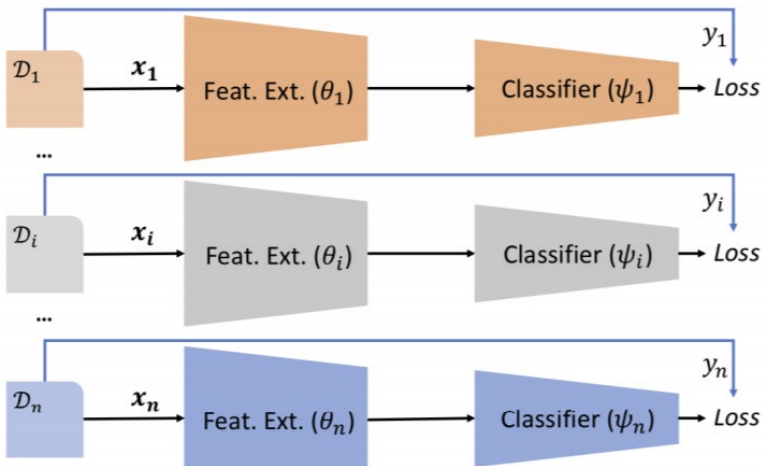 y₁
𝒟₁ x₁ Feat. Ext. (θ₁) Classifier (ψ₁) Loss
...
yᵢ
𝒟ᵢ xᵢ Feat. Ext. (θᵢ) Classifier (ψᵢ) Loss
...
yₙ
𝒟ₙ xₙ Feat. Ext. (θₙ) Classifier (ψₙ) Loss